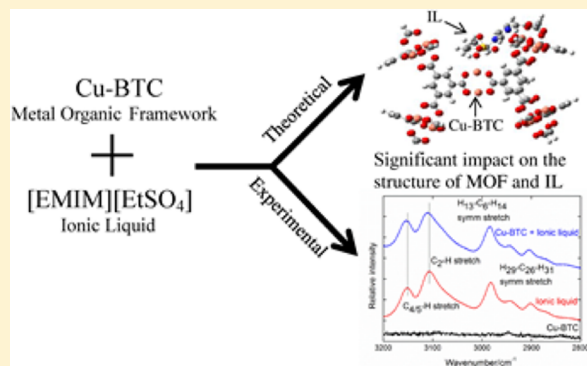 IL
Cu-BTC
Metal Organic Framework
[EMIM][EtSO₄]
Ionic Liquid
Theoretical
Experimental
Cu-BTC
Significant impact on the
structure of MOF and IL
H₁₃-C₆-H₁₄
symm stretch
Cu-BTC + Ionic liquid
C₂-H stretch
H₂₉-C₂₆-H₃₁
symm stretch
C₄/₅-H stretch
Ionic liquid
Cu-BTC
Relative intensity
3200 3100 3000 2900 2800
Wavenumber/cm⁻¹